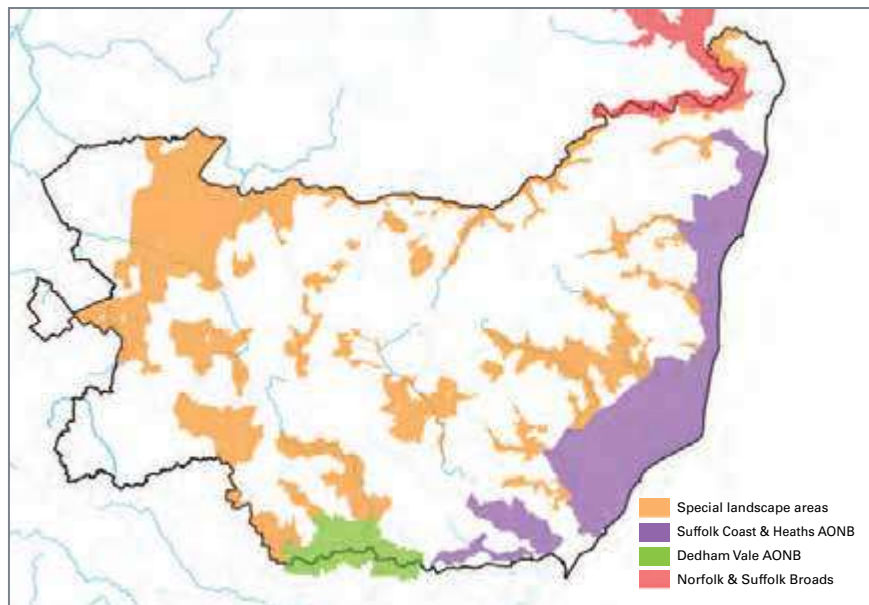 Special landscape areas
Suffolk Coast & Heaths AONB
Dedham Vale AONB
Norfolk & Suffolk Broads